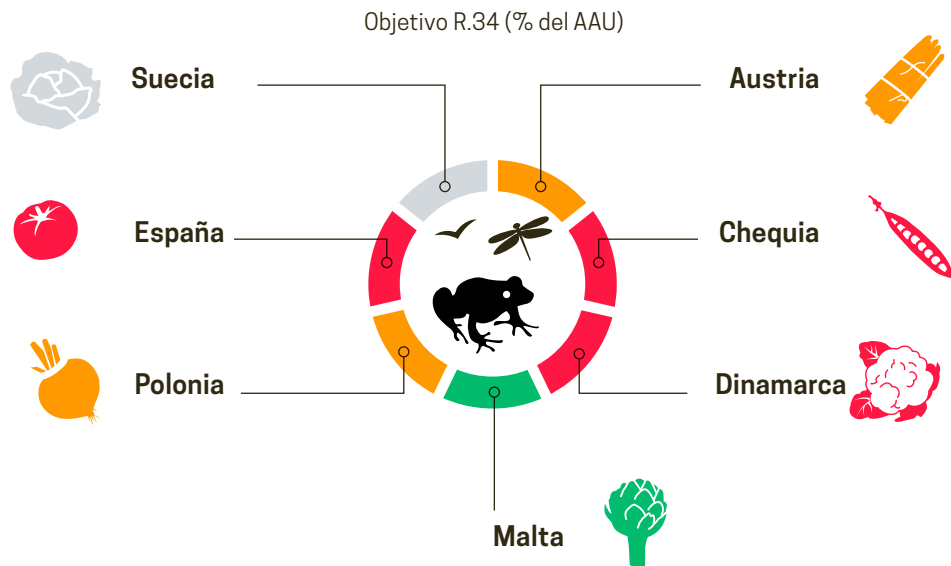 Objetivo R.34 (% del AAU)
Suecia
Austria
España
Chequia
Polonia
Dinamarca
Malta